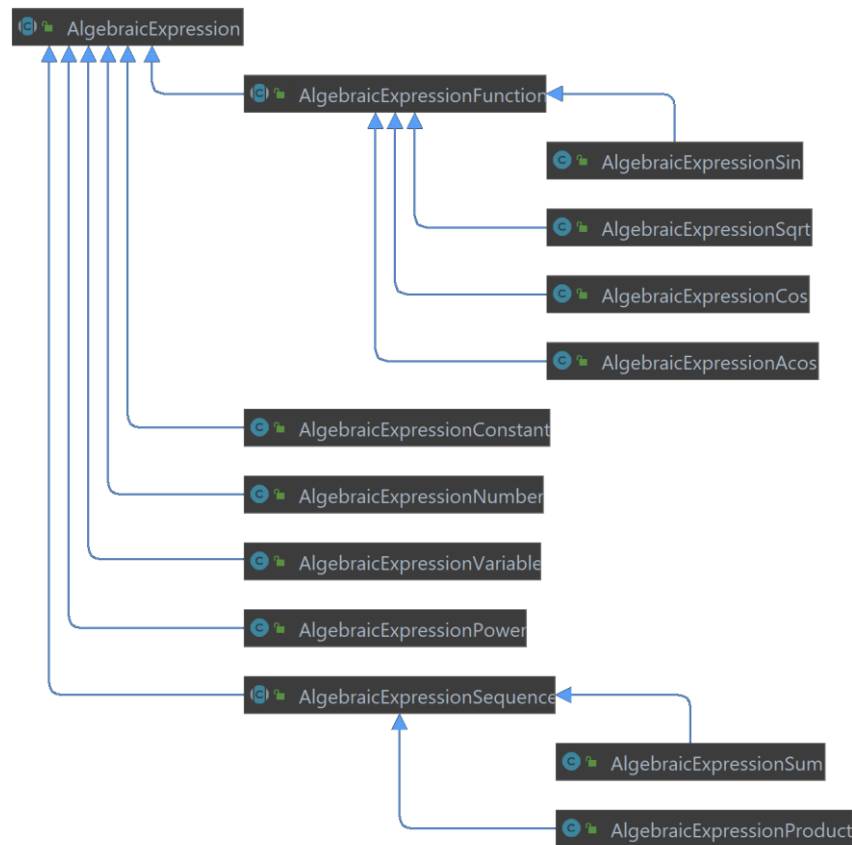 AlgebraicExpression
AlgebraicExpressionFunction
AlgebraicExpressionSin
AlgebraicExpressionSqrt
AlgebraicExpressionCos
AlgebraicExpressionAcos
AlgebraicExpressionConstant
AlgebraicExpressionNumber
AlgebraicExpressionVariable
AlgebraicExpressionPower
AlgebraicExpressionSequence
AlgebraicExpressionSum
AlgebraicExpressionProduct